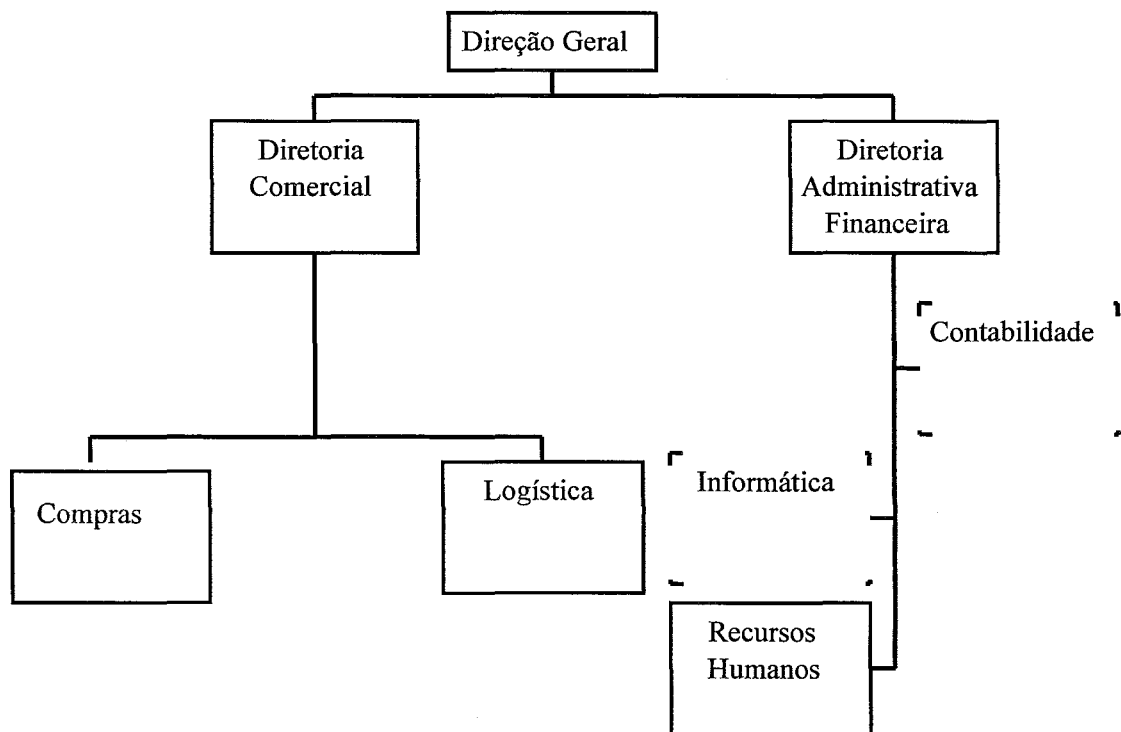 Direção Geral
Diretoria
Comercial
Diretoria
Administrativa
Financeira
Contabilidade
Compras
Logística
Informática
Recursos
Humanos